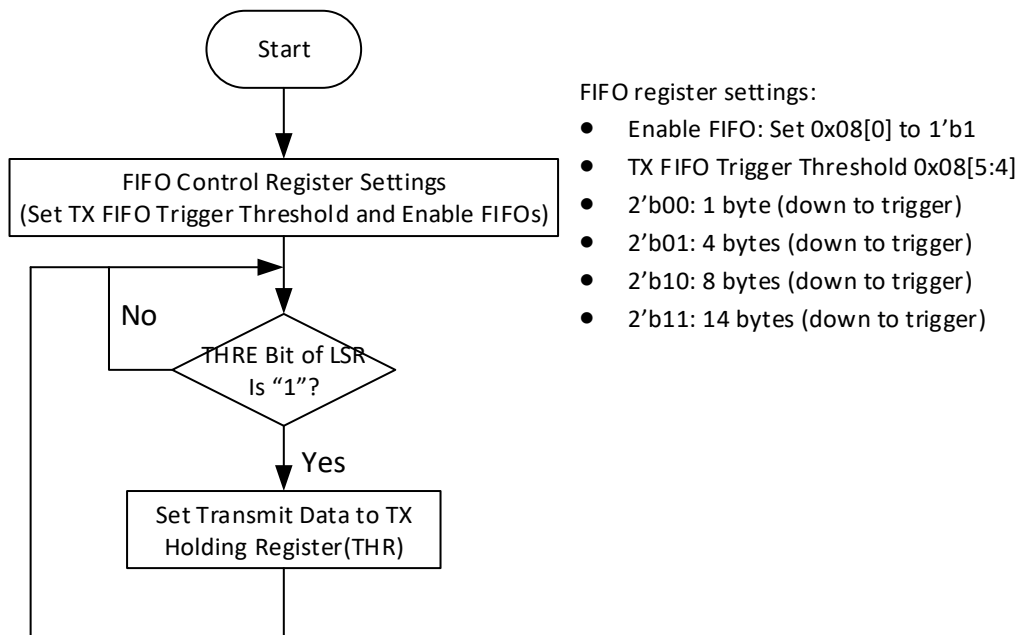 Start
FIFO Control Register Settings
(Set TX FIFO Trigger Threshold and Enable FIFOs)
No
THRE Bit of LSR
Is “1”?
Yes
Set Transmit Data to TX
Holding Register(THR)
FIFO register settings:
● Enable FIFO: Set 0x08[0] to 1’b1
● TX FIFO Trigger Threshold 0x08[5:4]
● 2’b00: 1 byte (down to trigger)
● 2’b01: 4 bytes (down to trigger)
● 2’b10: 8 bytes (down to trigger)
● 2’b11: 14 bytes (down to trigger)